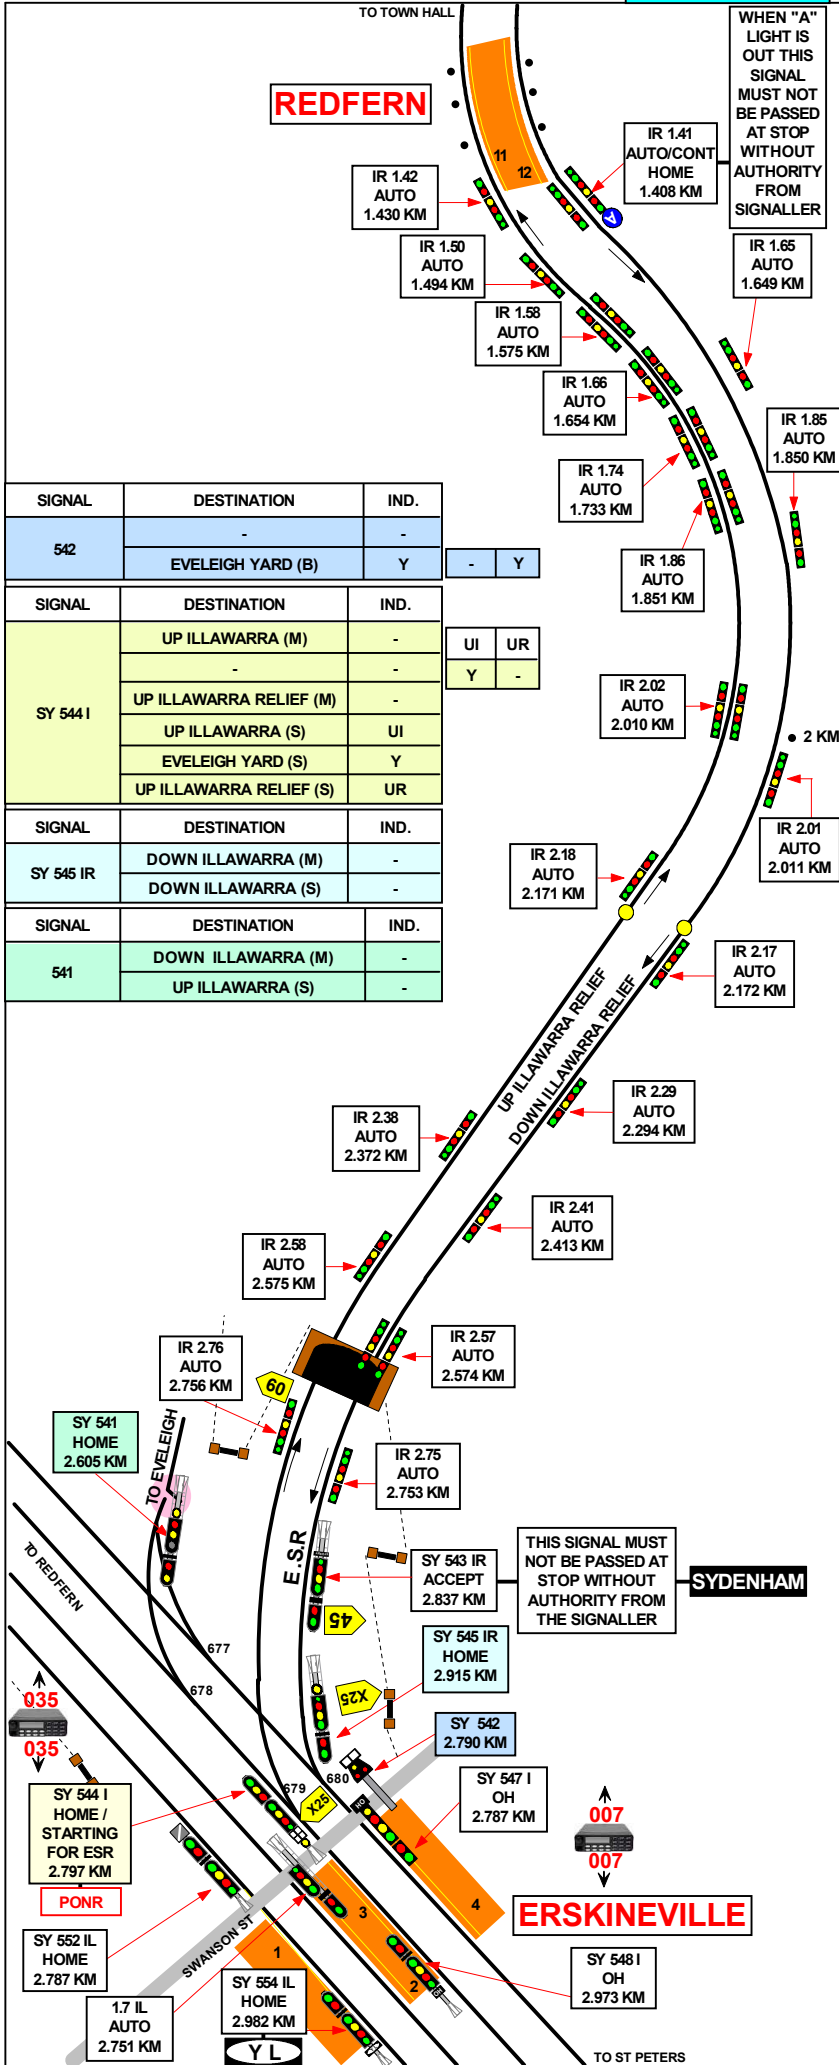 TO TOWN HALL
WHEN "A"
LIGHT IS
OUT THIS
SIGNAL
MUST NOT
BE PASSED
AT STOP
WITHOUT
AUTHORITY
FROM
SIGNALLER
REDFERN
11
12
IR 1.41
AUTO/CONT
HOME
1.408 KM
A
IR 1.42
AUTO
1.430 KM
IR 1.50
AUTO
1.494 KM
IR 1.65
AUTO
1.649 KM
IR 1.58
AUTO
1.575 KM
IR 1.66
AUTO
1.654 KM
IR 1.85
AUTO
1.850 KM
IR 1.74
AUTO
1.733 KM
IR 1.86
AUTO
1.851 KM
SIGNAL DESTINATION IND.
542 - -
EVELEIGH YARD (B) Y
- Y
SIGNAL DESTINATION IND.
SY 544 I
UP ILLAWARRA (M) -
- -
UP ILLAWARRA RELIEF (M) -
UP ILLAWARRA (S) UI
EVELEIGH YARD (S) Y
UP ILLAWARRA RELIEF (S) UR
UI UR
Y -
SIGNAL DESTINATION IND.
SY 545 IR
DOWN ILLAWARRA (M) -
DOWN ILLAWARRA (S) -
SIGNAL DESTINATION IND.
541
DOWN ILLAWARRA (M) -
UP ILLAWARRA (S) -
IR 2.02
AUTO
2.010 KM
2 KM
IR 2.01
AUTO
2.011 KM
IR 2.18
AUTO
2.171 KM
IR 2.17
AUTO
2.172 KM
UP ILLAWARRA RELIEF
DOWN ILLAWARRA RELIEF
IR 2.29
AUTO
2.294 KM
IR 2.38
AUTO
2.372 KM
IR 2.41
AUTO
2.413 KM
IR 2.58
AUTO
2.575 KM
IR 2.57
AUTO
2.574 KM
IR 2.76
AUTO
2.756 KM
60
SY 541
HOME
2.605 KM
TO EVELEIGH
IR 2.75
AUTO
2.753 KM
E.S.R
SY 543 IR
ACCEPT
2.837 KM
THIS SIGNAL MUST
NOT BE PASSED AT
STOP WITHOUT
AUTHORITY FROM
THE SIGNALLER
SYDENHAM
45
TO REDFERN
677
678
SY 545 IR
HOME
2.915 KM
X25
035
035
SY 542
2.790 KM
679
680
X25
SY 544 I
HOME /
STARTING
FOR ESR
2.797 KM
PONR
SY 547 I
OH
2.787 KM
007
007
4
3
ERSKINEVILLE
SY 552 IL
HOME
2.787 KM
SWANSON ST
1
2
SY 548 I
OH
2.973 KM
1.7 IL
AUTO
2.751 KM
SY 554 IL
HOME
2.982 KM
Y L
TO ST PETERS